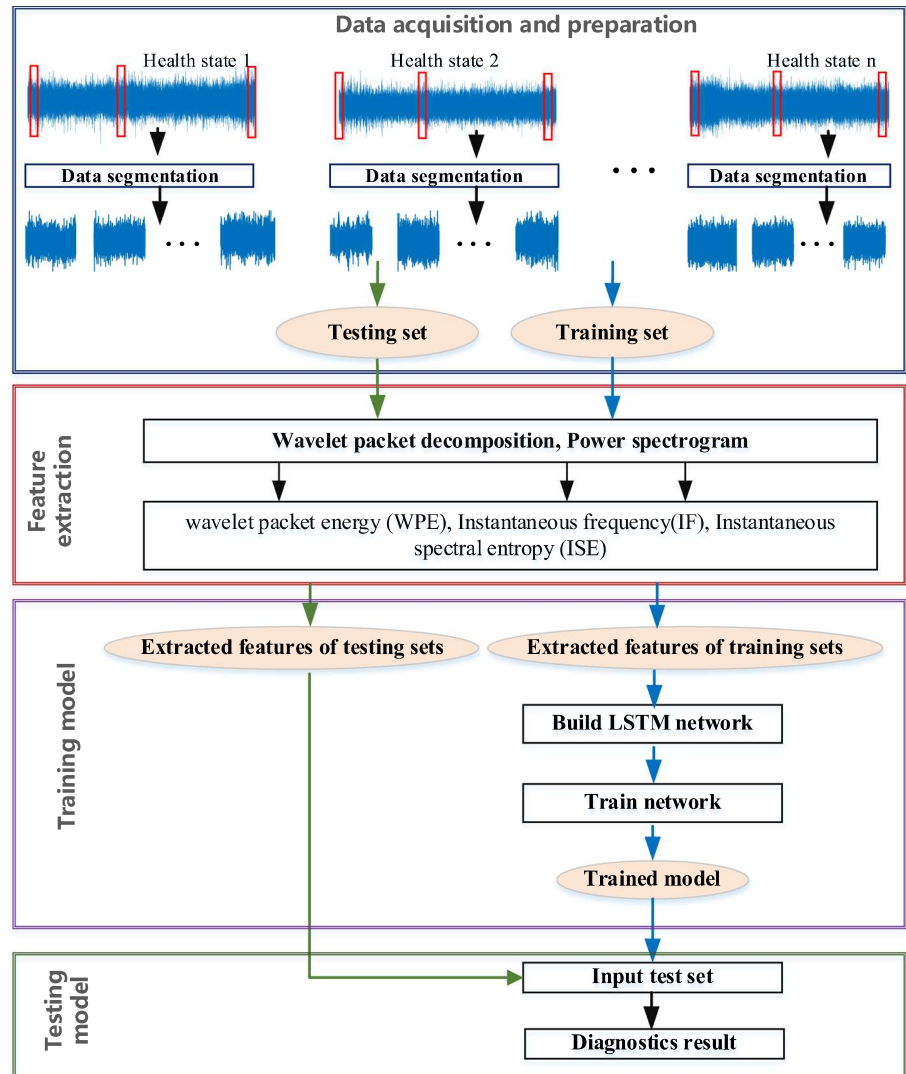 Data acquisition and preparation
Health state 1
Health state 2
Health state n
Data segmentation
Data segmentation
. . .
Data segmentation
. . .
. . .
. . .
Testing set
Training set
Feature
extraction
Wavelet packet decomposition, Power spectrogram
wavelet packet energy (WPE), Instantaneous frequency(IF), Instantaneous
spectral entropy (ISE)
Training model
Extracted features of testing sets
Extracted features of training sets
Build LSTM network
Train network
Trained model
Testing
model
Input test set
Diagnostics result